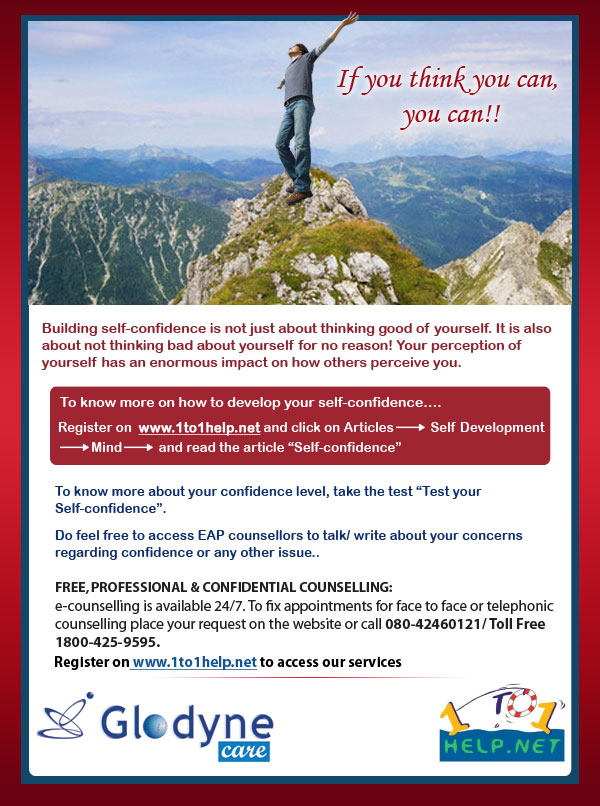 If you think you can,
you can!!
Building self-confidence is not just about thinking good of yourself. It is also
about not thinking bad about yourself for no reason! Your perception of
yourself has an enormous impact on how others perceive you.
To know more on how to develop your self-confidence....
Register on www.1to1help.net and click on Articles → Self Development
→ Mind → and read the article “Self-confidence”
To know more about your confidence level, take the test “Test your
Self-confidence”.
Do feel free to access EAP counsellors to talk/ write about your concerns
regarding confidence or any other issue..
FREE, PROFESSIONAL & CONFIDENTIAL COUNSELLING:
e-counselling is available 24/7. To fix appointments for face to face or telephonic
counselling place your request on the website or call 080-42460121/ Toll Free
1800-425-9595.
Register on www.1to1help.net to access our services
Glodyne
care
1 TO 1
HELP.NET